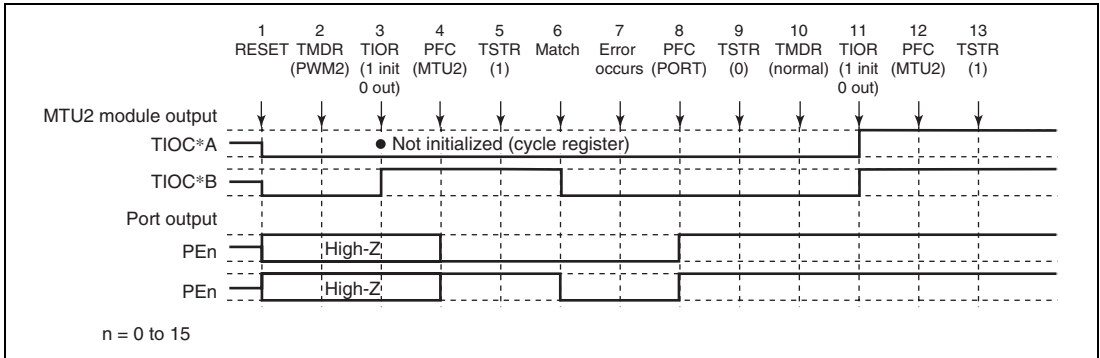 1 2 3 4 5 6 7 8 9 10 11 12 13
RESET TMDR TIOR PFC TSTR Match Error PFC TSTR TMDR TIOR PFC TSTR
(PWM2) (1 init (MTU2) (1) occurs (PORT) (0) (normal) (1 init (MTU2) (1)
0 out) 0 out)
MTU2 module output
TIOC*A ● Not initialized (cycle register)
TIOC*B
Port output
PEn High-Z
PEn High-Z
n = 0 to 15